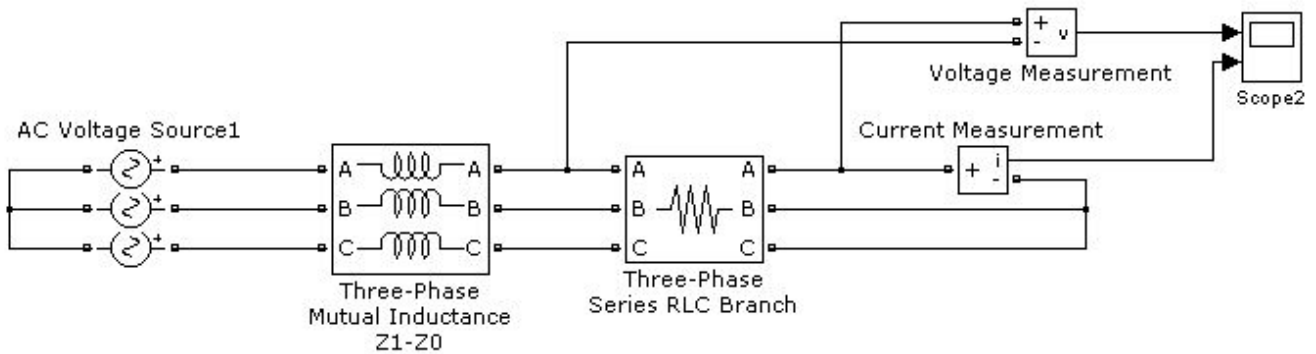 +
-
v
Voltage Measurement
Scope2
AC Voltage Source1
Current Measurement
+
A
A
A
A
+
i
-
+
B
B
B
B
+
C
C
C
C
Three-Phase
Mutual Inductance
Z1-Z0
Three-Phase
Series RLC Branch